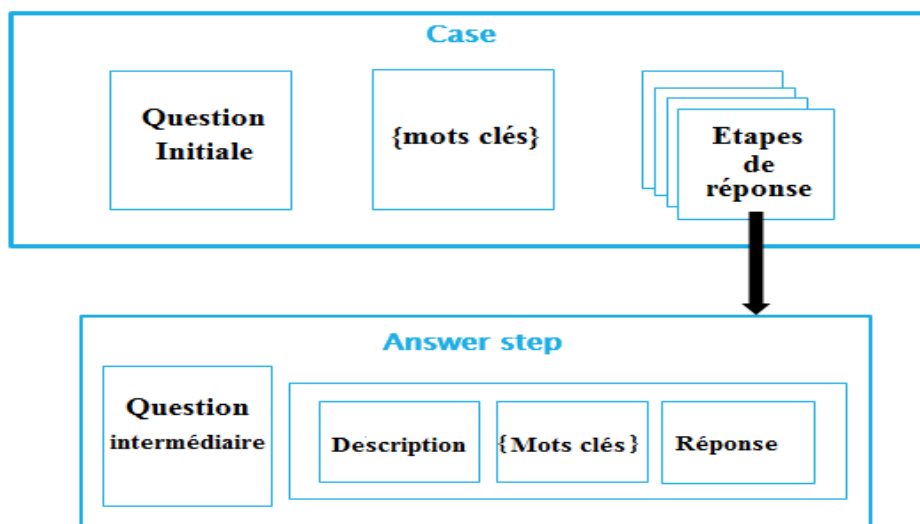 Case
Question
Initiale
{mots clés}
Etapes
de
réponse
Answer step
Question
intermédiaire
Description
{Mots clés}
Réponse